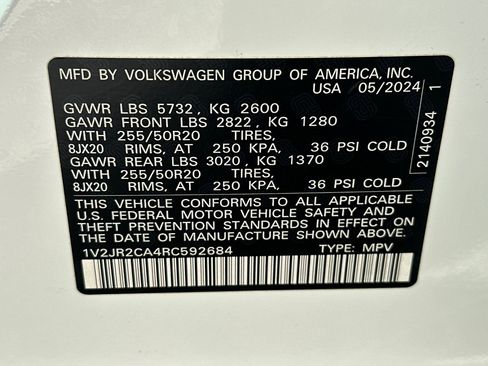 MFD BY VOLKSWAGEN GROUP OF AMERICA, INC.
USA 05/2024
GVWR LBS 5732, KG 2600
GAWR FRONT LBS 2822, KG 1280
WITH 255/50R20 TIRES,
8JX20 RIMS, AT 250 KPA, 36 PSI COLD
GAWR REAR LBS 3020, KG 1370
WITH 255/50R20 TIRES,
8JX20 RIMS, AT 250 KPA, 36 PSI COLD
THIS VEHICLE CONFORMS TO ALL APPLICABLE
U.S. FEDERAL MOTOR VEHICLE SAFETY AND
THEFT PREVENTION STANDARDS IN EFFECT ON
THE DATE OF MANUFACTURE SHOWN ABOVE.
1V2JR2CA4RC592684 TYPE: MPV
2140934 1